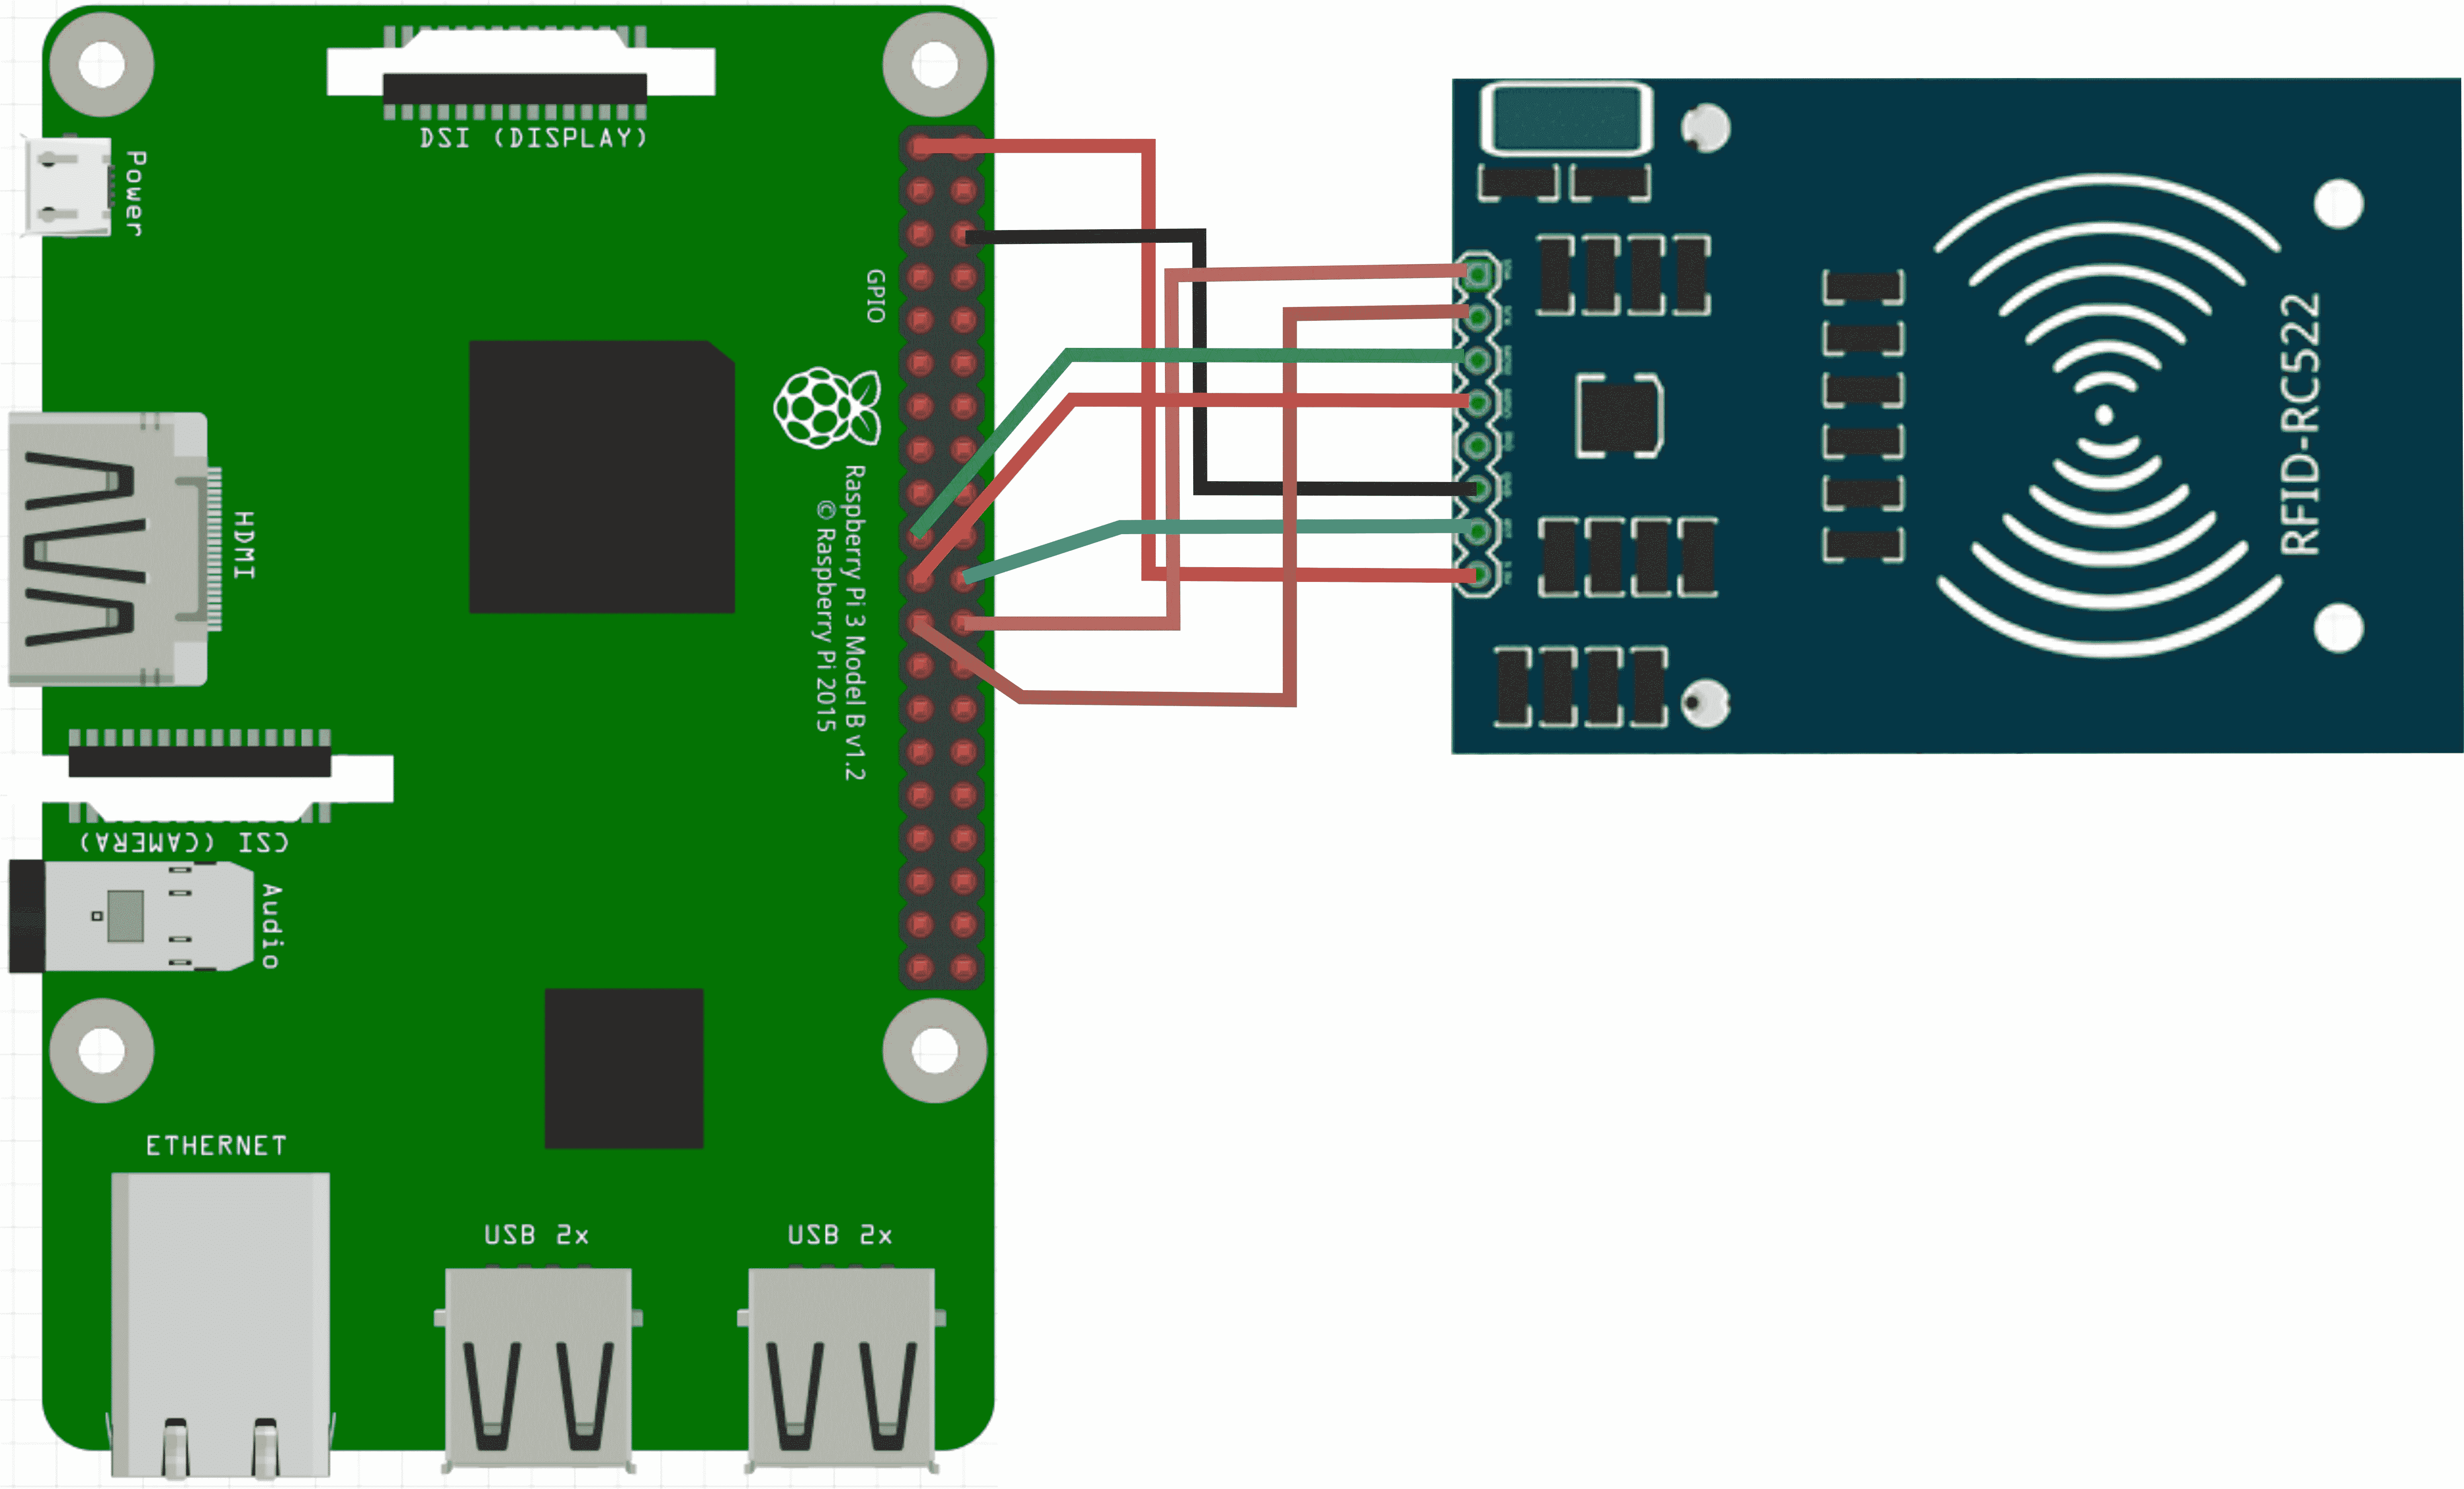 DSI (DISPLAY)
Power
GPIO
HDMI
Raspberry Pi 3 Model B v1.2
© Raspberry Pi 2015
CSI (CAMERA)
Audio
ETHERNET
USB 2x
USB 2x
RFID-RC522